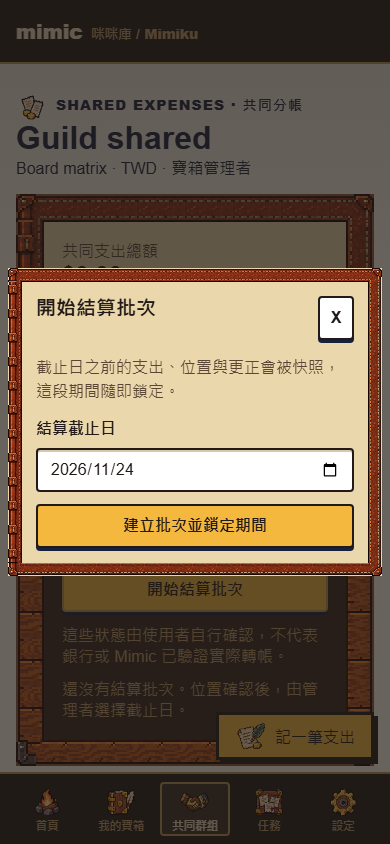 mimic 咪咪庫 / Mimiku
SHARED EXPENSES • 共同分帳
Guild shared
Board matrix · TWD · 寶箱管理者
共同支出總額
開始結算批次
X
截止日之前的支出、位置與更正會被快照，
這段期間隨即鎖定。
結算截止日
2026/11/24
建立批次並鎖定期間
開始結算批次
這些狀態由使用者自行確認，不代表
銀行或 Mimic 已驗證實際轉帳。
還沒有結算批次。位置確認後，由管
理者選擇截止日。
記一筆支出
首頁 我的寶箱 共同群組 任務 設定